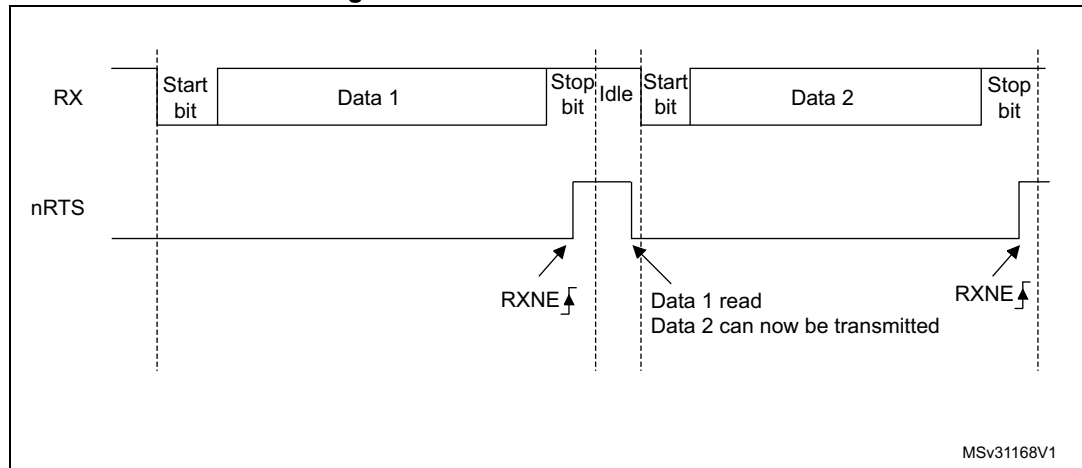 RX
Start
bit
Data 1
Stop
bit
Idle
Start
bit
Data 2
Stop
bit
nRTS
RXNE
Data 1 read
Data 2 can now be transmitted
RXNE
MSv31168V1